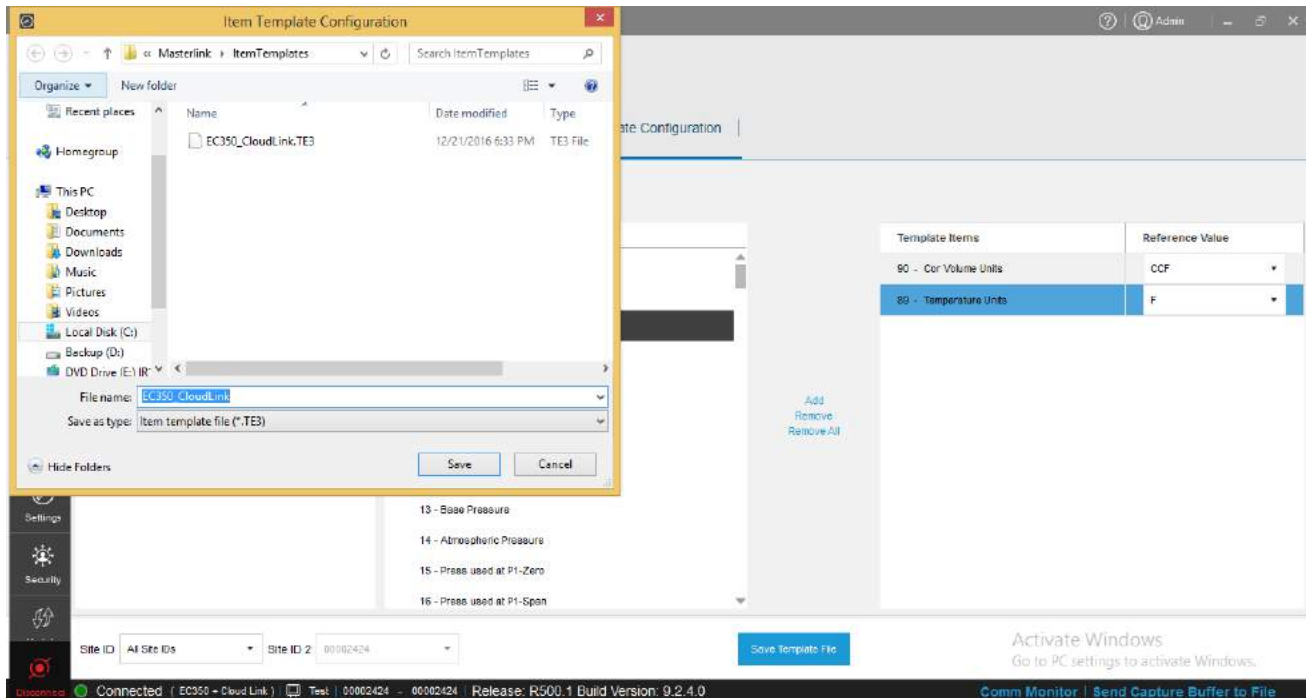 Item Template Configuration
Admin
« Masterlink › ItemTemplates
Search ItemTemplates
Organize
New folder
Recent places
Homegroup
This PC
Desktop
Documents
Downloads
Music
Pictures
Videos
Local Disk (C:)
Backup (D:)
DVD Drive (E:) IR
Name
Date modified
Type
EC350_CloudLink.TE3
12/21/2016 6:33 PM
TE3 File
File name: EC350_CloudLink
Save as type: Item template file (*.TE3)
Hide Folders
Save
Cancel
ate Configuration
Template Items
Reference Value
90 - Cor Volume Units
CCF
89 - Temperature Units
F
Add
Remove
Remove All
13 - Base Pressure
14 - Atmospheric Pressure
15 - Press used at P1-Zero
16 - Press used at P1-Span
Settings
Security
Site ID
All Site IDs
Site ID 2
00002424
Save Template File
Activate Windows
Go to PC settings to activate Windows.
Disconnect
Connected ( EC350 + Cloud Link ) | Test | 00002424 - 00002424 | Release: R500.1 Build Version: 9.2.4.0
Comm Monitor | Send Capture Buffer to File